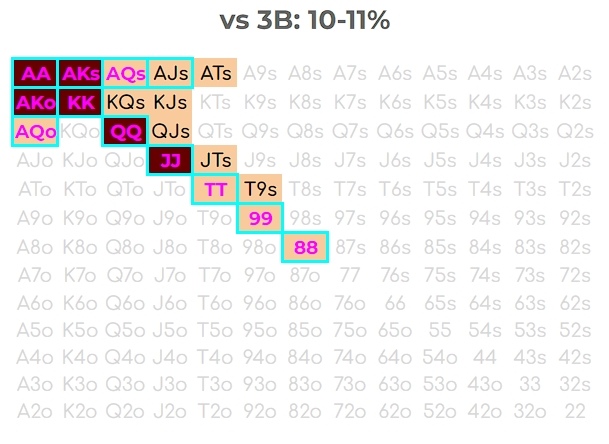 vs 3B: 10-11%
AA AKs AQs AJs ATs A9s A8s A7s A6s A5s A4s A3s A2s
AKo KK KQs KJs KTs K9s K8s K7s K6s K5s K4s K3s K2s
AQo KQo QQ QJs QTs Q9s Q8s Q7s Q6s Q5s Q4s Q3s Q2s
AJo KJo QJo JJ JTs J9s J8s J7s J6s J5s J4s J3s J2s
ATo KTo QTo JTo TT T9s T8s T7s T6s T5s T4s T3s T2s
A9o K9o Q9o J9o T9o 99 98s 97s 96s 95s 94s 93s 92s
A8o K8o Q8o J8o T8o 98o 88 87s 86s 85s 84s 83s 82s
A7o K7o Q7o J7o T7o 97o 87o 77 76s 75s 74s 73s 72s
A6o K6o Q6o J6o T6o 96o 86o 76o 66 65s 64s 63s 62s
A5o K5o Q5o J5o T5o 95o 85o 75o 65o 55 54s 53s 52s
A4o K4o Q4o J4o T4o 94o 84o 74o 64o 54o 44 43s 42s
A3o K3o Q3o J3o T3o 93o 83o 73o 63o 53o 43o 33 32s
A2o K2o Q2o J2o T2o 92o 82o 72o 62o 52o 42o 32o 22